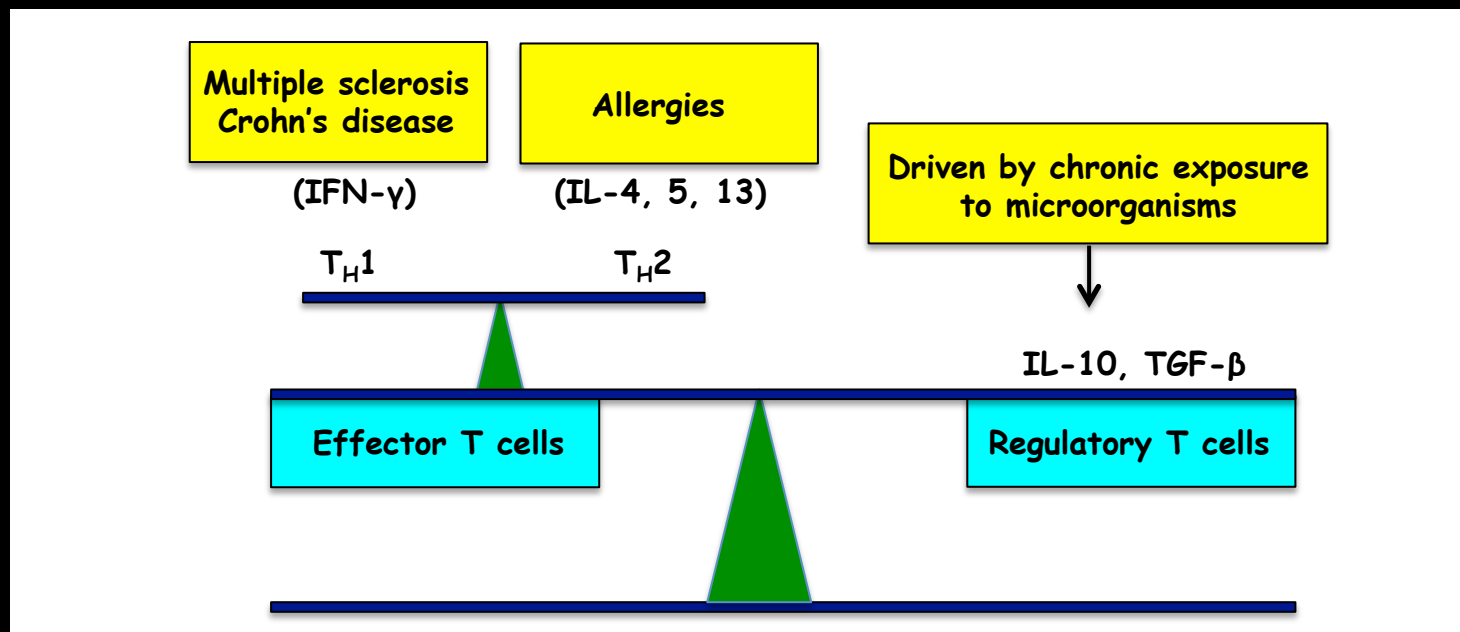 Multiple sclerosis
Crohn's disease
Allergies
Driven by chronic exposure
to microorganisms
(IFN-γ)
(IL-4, 5, 13)
TH1
TH2
IL-10, TGF-β
Effector T cells
Regulatory T cells